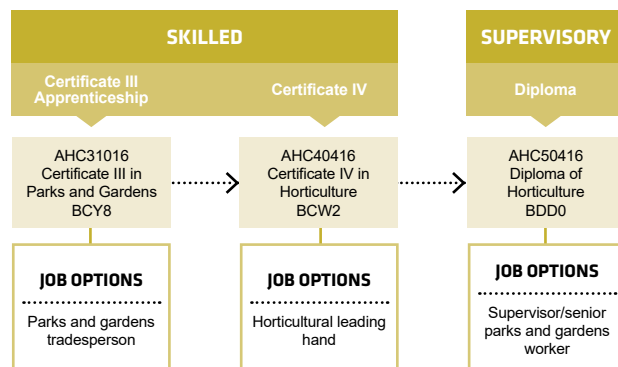 SKILLED
SUPERVISORY
Certificate III
Apprenticeship
Certificate IV
Diploma
AHC31016
Certificate III in
Parks and Gardens
BCY8
AHC40416
Certificate IV in
Horticulture
BCW2
AHC50416
Diploma of
Horticulture
BDD0
JOB OPTIONS
Parks and gardens
tradesperson
JOB OPTIONS
Horticultural leading
hand
JOB OPTIONS
Supervisor/senior
parks and gardens
worker